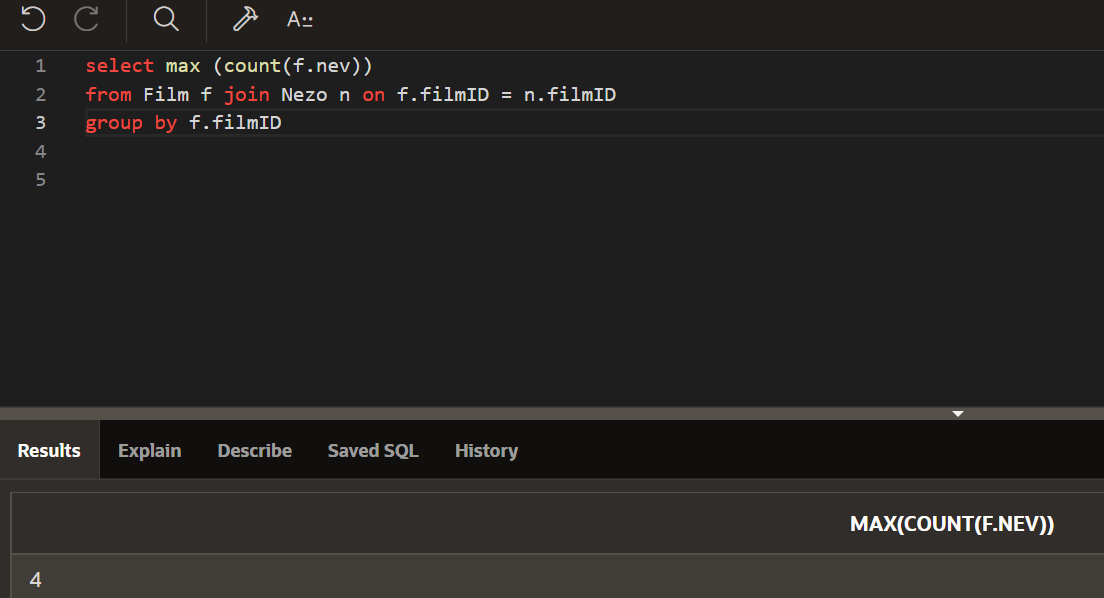 A::
1 select max (count(f.nev))
2 from Film f join Nezo n on f.filmID = n.filmID
3 group by f.filmID
4
5
Results Explain Describe Saved SQL History
MAX(COUNT(F.NEV))
4